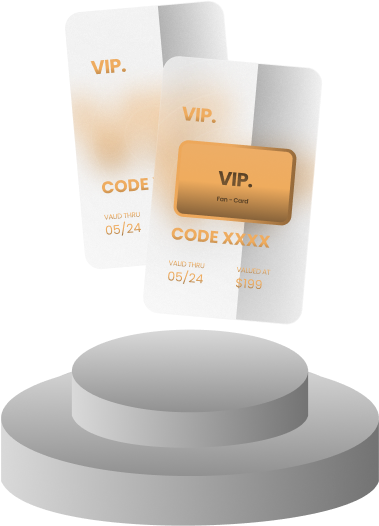 VIP.
CODE
VALID THRU
05/24
VIP.
VIP.
Fan - Card
CODE XXXX
VALID THRU
VALUED AT
05/24
$199